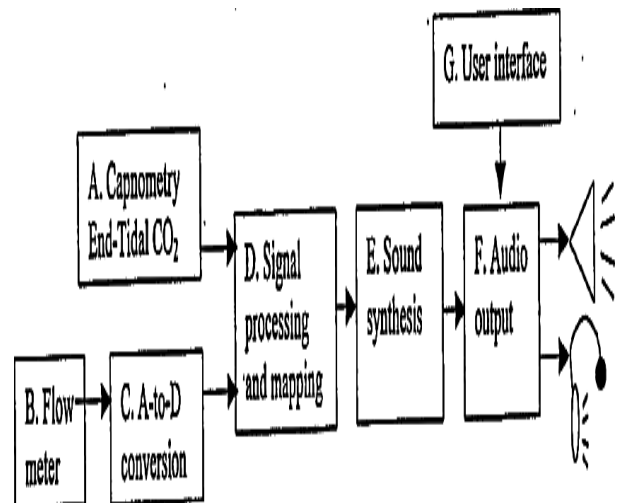 G. User interface
A. Capnometry
End-Tidal CO₂
D. Signal
processing
and mapping
E. Sound
synthesis
F. Audio
output
B. Flow
meter
C. A-to-D
conversion